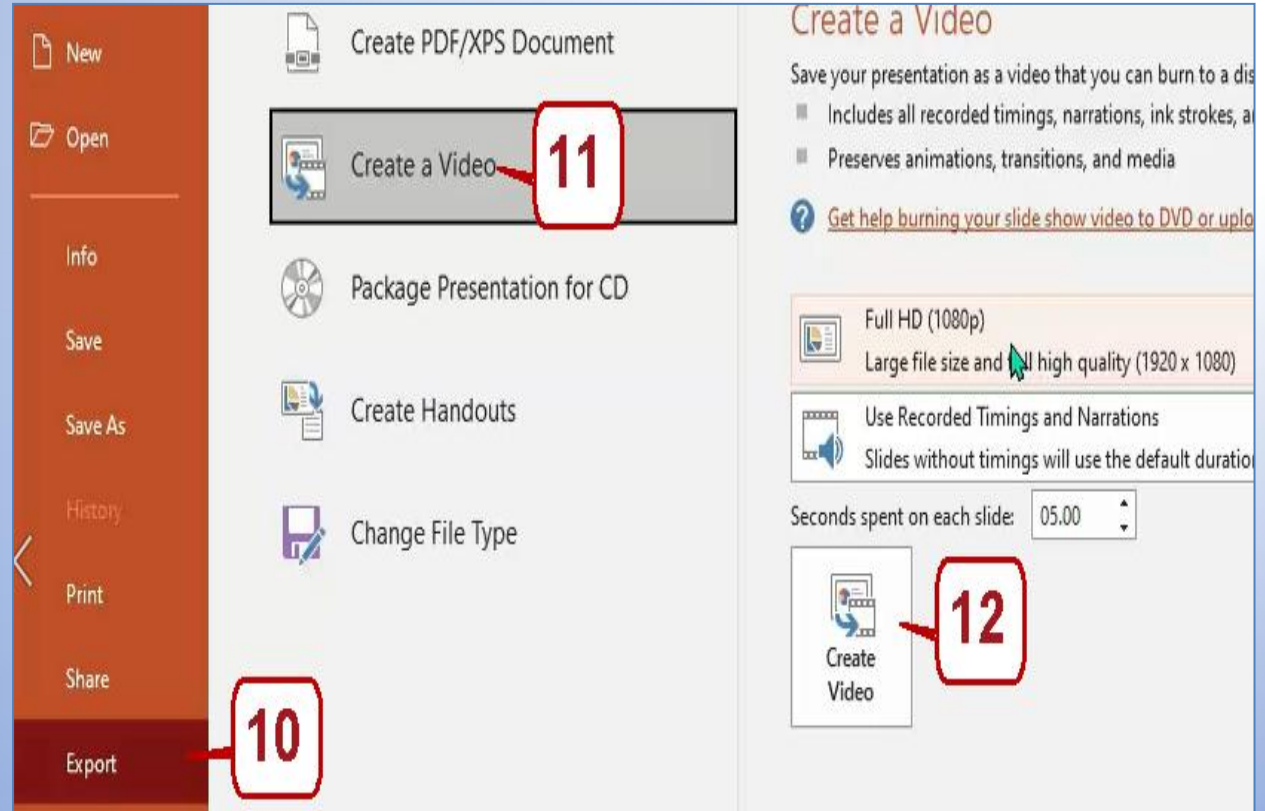 New
Open
Info
Save
Save As
History
Print
Share
Export
10
Create PDF/XPS Document
Create a Video
11
Package Presentation for CD
Create Handouts
Change File Type
Create a Video
Save your presentation as a video that you can burn to a dis
Includes all recorded timings, narrations, ink strokes, a
Preserves animations, transitions, and media
Get help burning your slide show video to DVD or uplo
Full HD (1080p)
Large file size and full high quality (1920 x 1080)
Use Recorded Timings and Narrations
Slides without timings will use the default duratio
Seconds spent on each slide: 05.00
Create
Video
12